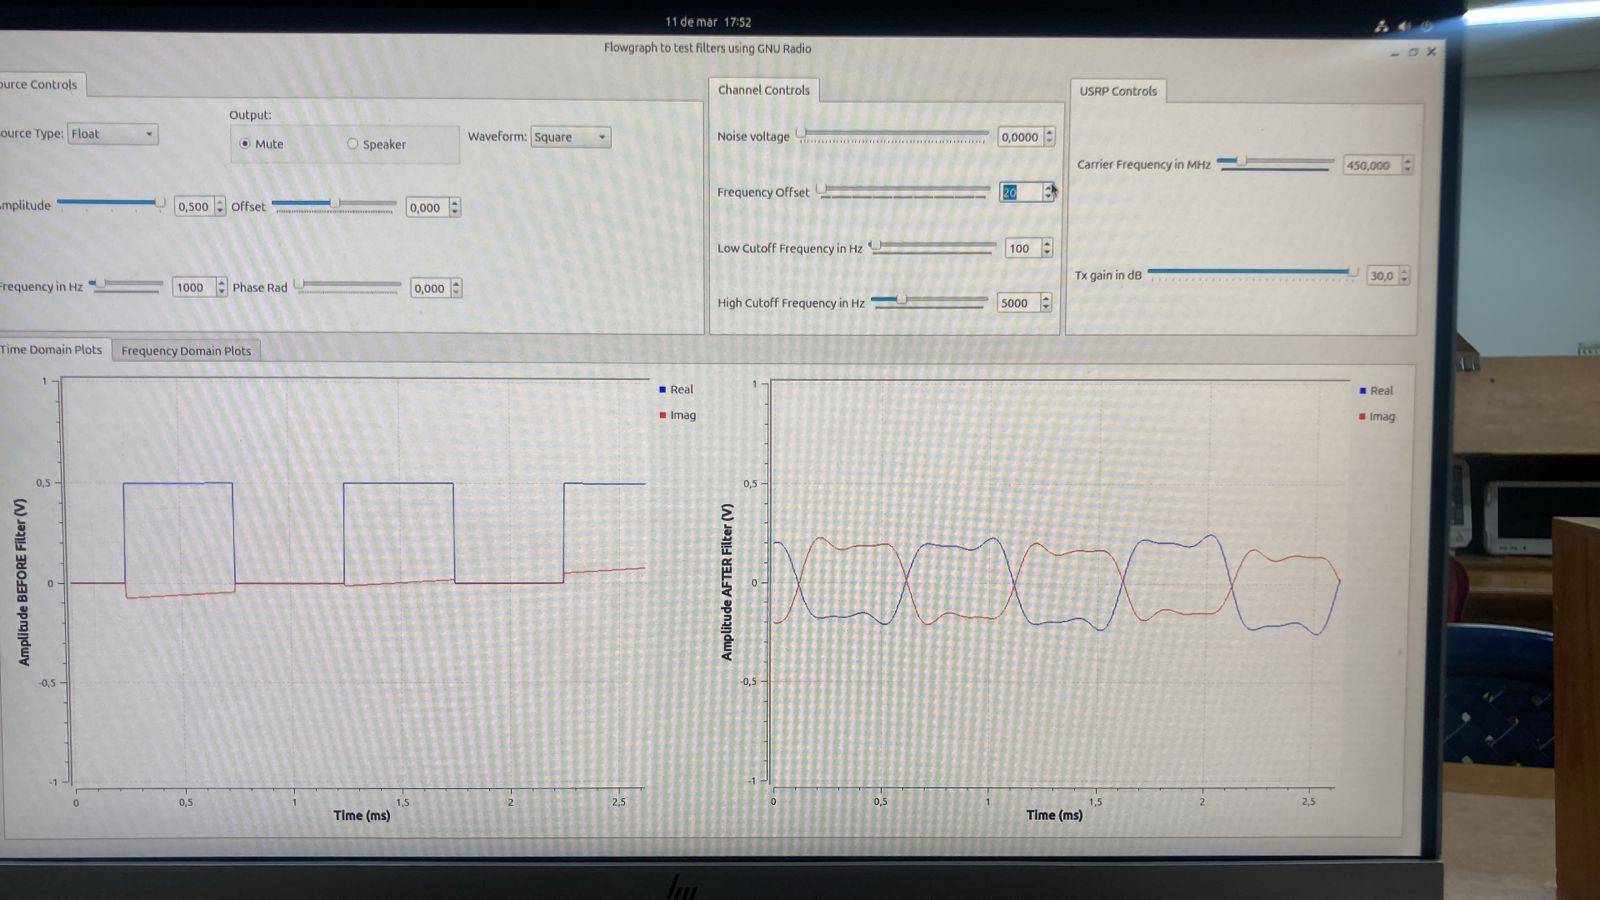 11 de mar 17:52
Flowgraph to test filters using GNU Radio
ource Controls
Channel Controls
USRP Controls
ource Type: Float
Output:
Mute
Speaker
Waveform: Square
Noise voltage
0,0000
Carrier Frequency in MHz
450,000
mplitude
0,500
Offset
0,000
Frequency Offset
20
Low Cutoff Frequency in Hz
100
Tx gain in dB
30,0
Frequency in Hz
1000
Phase Rad
0,000
High Cutoff Frequency in Hz
5000
Time Domain Plots
Frequency Domain Plots
Amplitude BEFORE Filter (V)
1
0,5
0
-0,5
-1
Real
Imag
0
0,5
1
1,5
2
2,5
Time (ms)
Amplitude AFTER Filter (V)
1
0,5
0
-0,5
-1
Real
Imag
0
0,5
1
1,5
2
2,5
Time (ms)
hp